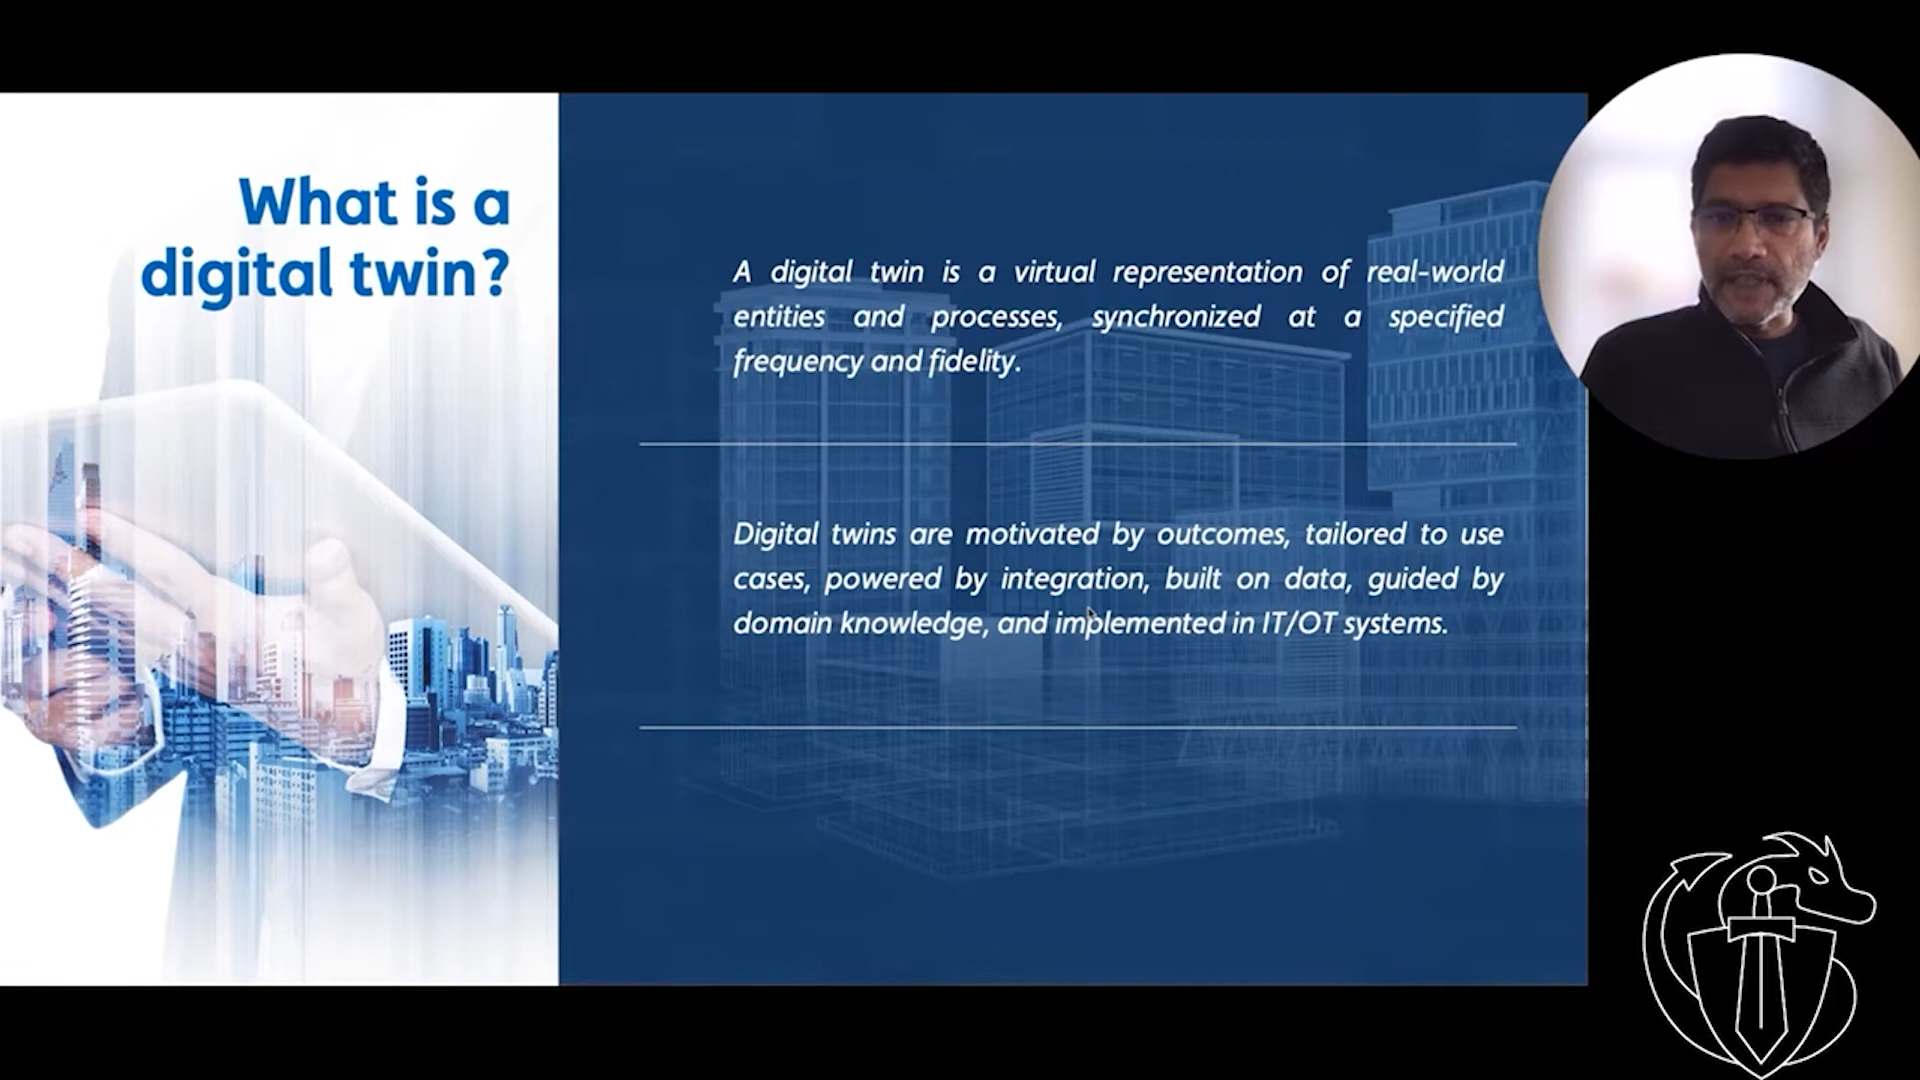 What is a
digital twin?
A digital twin is a virtual representation of real-world
entities and processes, synchronized at a specified
frequency and fidelity.
Digital twins are motivated by outcomes, tailored to use
cases, powered by integration, built on data, guided by
domain knowledge, and implemented in IT/OT systems.